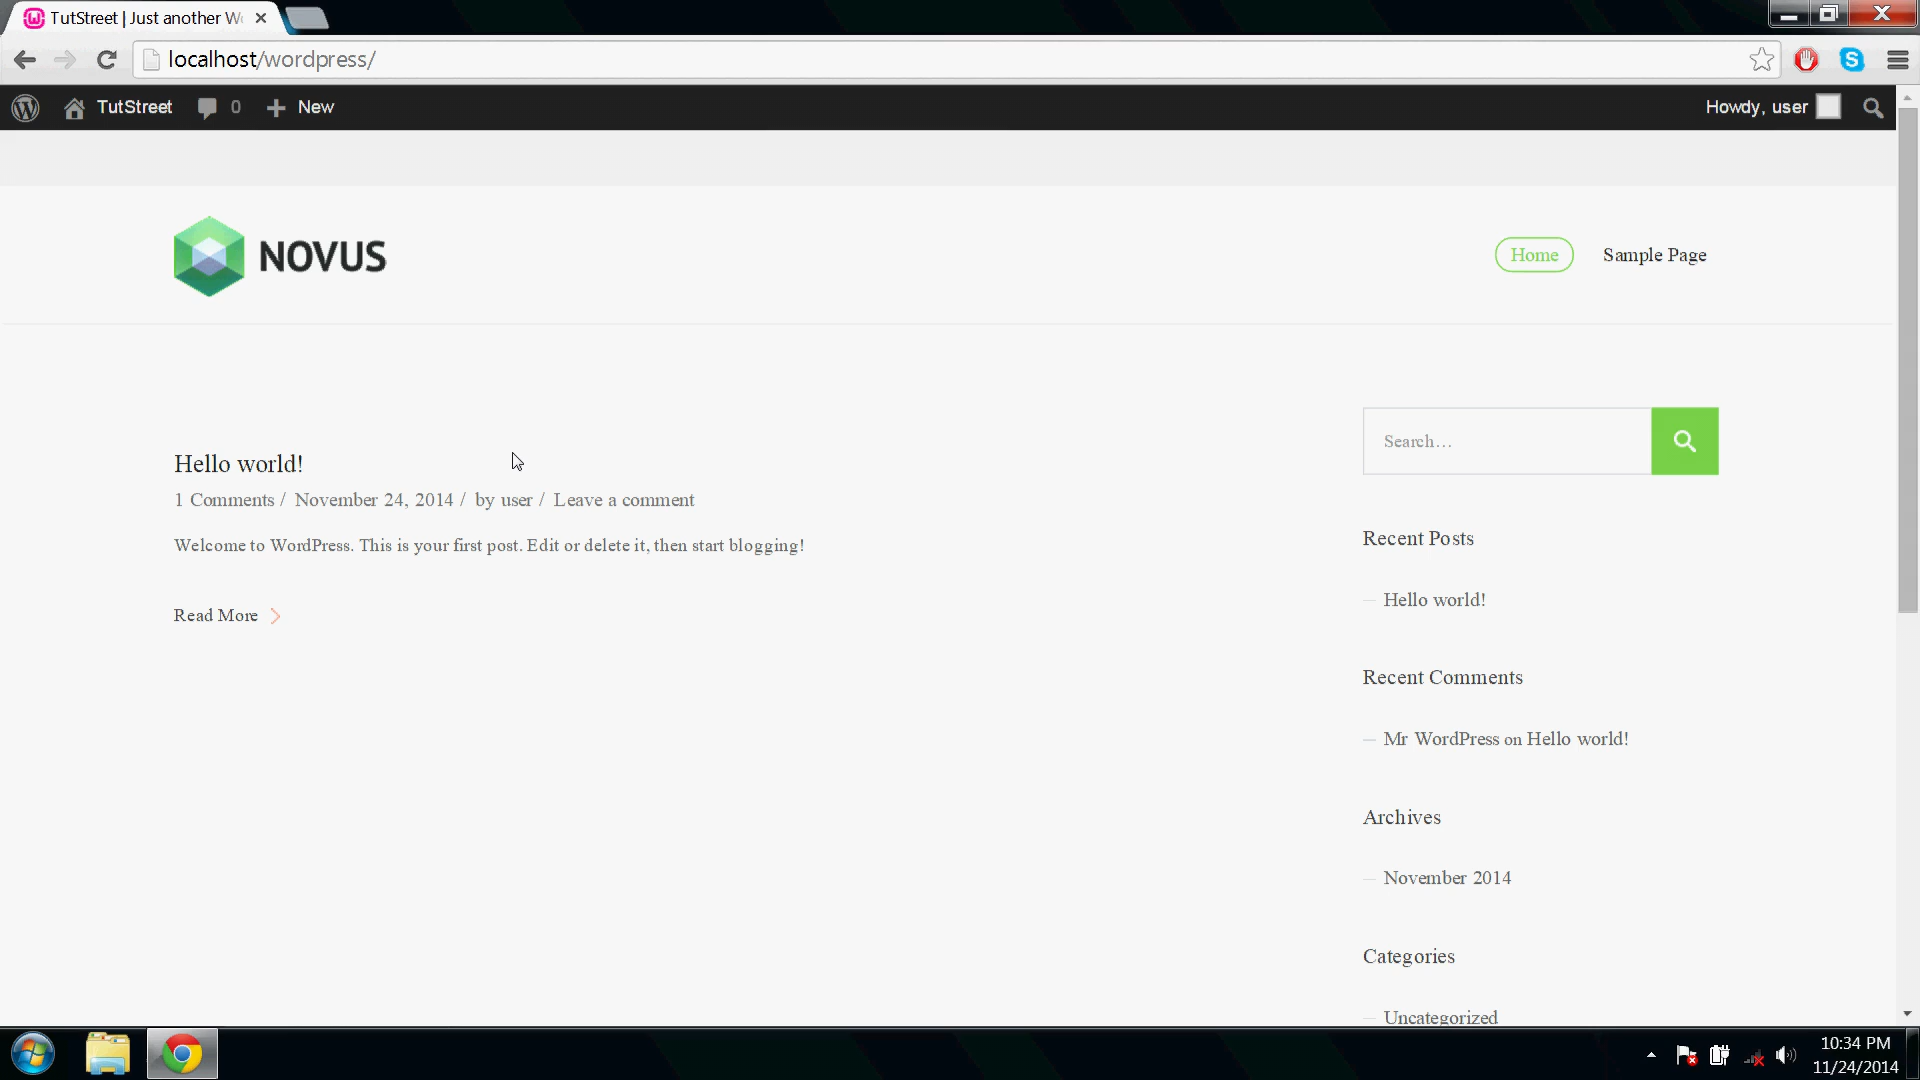 TutStreet | Just another W
localhost/wordpress/
TutStreet 0 New Howdy, user
NOVUS
Home Sample Page
Search...
Hello world!
1 Comments / November 24, 2014 / by user / Leave a comment
Welcome to WordPress. This is your first post. Edit or delete it, then start blogging!
Read More
Recent Posts
Hello world!
Recent Comments
Mr WordPress on Hello world!
Archives
November 2014
Categories
Uncategorized
10:34 PM
11/24/2014